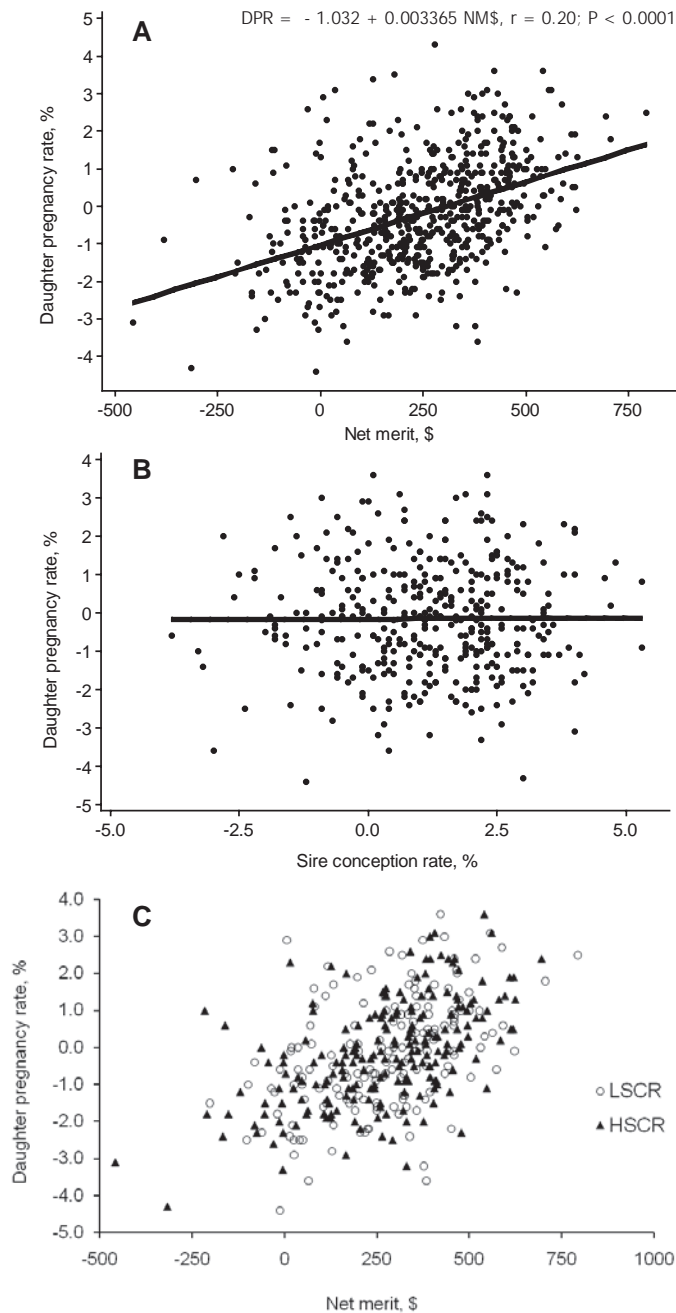 A
DPR = - 1.032 + 0.003365 NM$, r = 0.20; P < 0.0001
Daughter pregnancy rate, %
5
4
3
2
1
0
-1
-2
-3
-4
-500 -250 0 250 500 750
Net merit, $
B
Daughter pregnancy rate, %
4
3
2
1
0
-1
-2
-3
-4
-5
-5.0 -2.5 0.0 2.5 5.0
Sire conception rate, %
C
Daughter pregnancy rate, %
4.0
3.0
2.0
1.0
0.0
-1.0
-2.0
-3.0
-4.0
-5.0
LSCR
HSCR
-500 -250 0 250 500 750 1000
Net merit, $